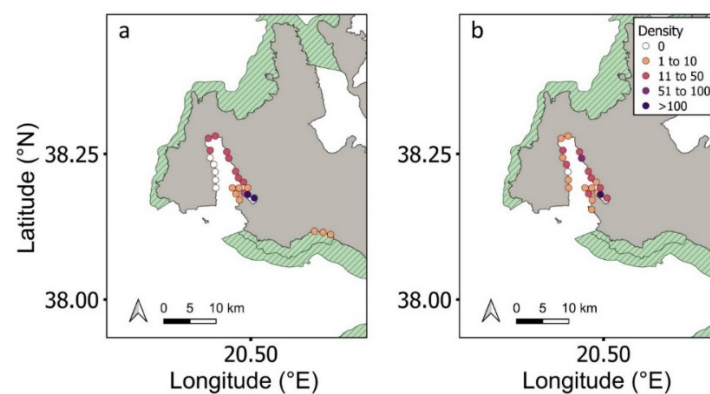 a
b
Density
0
1 to 10
11 to 50
51 to 100
>100
Latitude (°N)
38.25
38.00
0 5 10 km
20.50
Longitude (°E)
38.25
38.00
0 5 10 km
20.50
Longitude (°E)